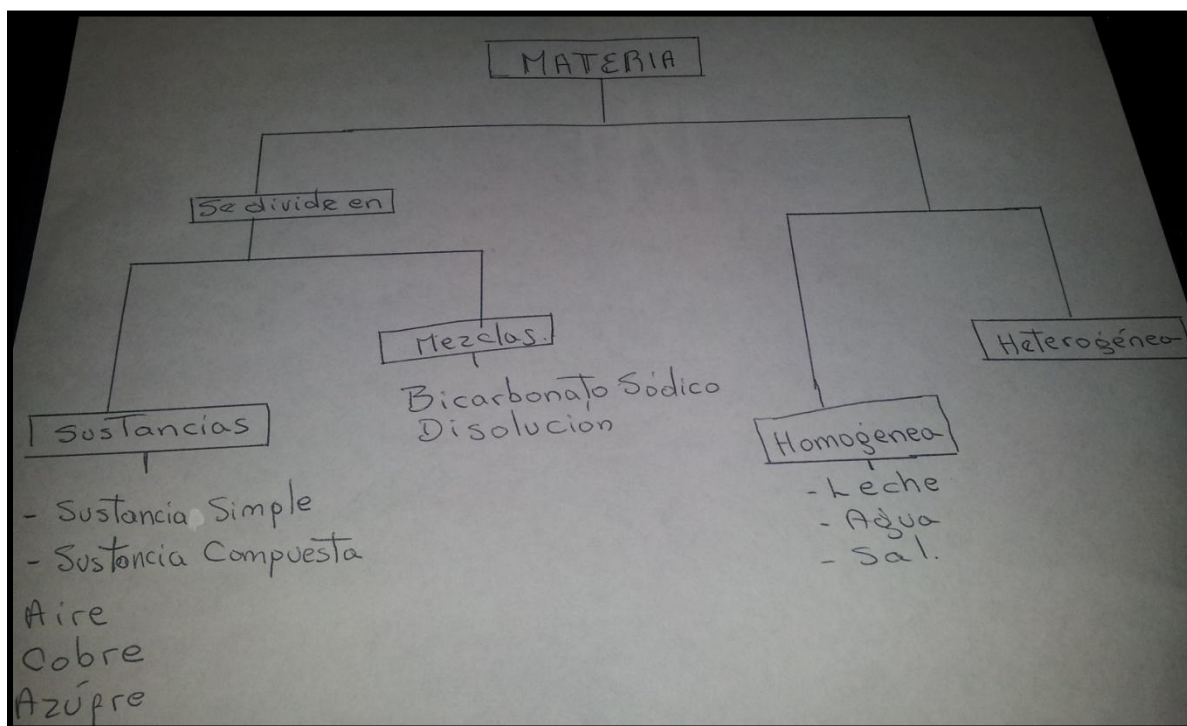 MATERIA
Se divide en
Mezclas.
Bicarbonato Sódico
Disolución
Sustancias
- Sustancia Simple
- Sustancia Compuesta
Aire
Cobre
Azúfre
Heterogénea
Homogenea
- Leche
- Agua
- Sal.